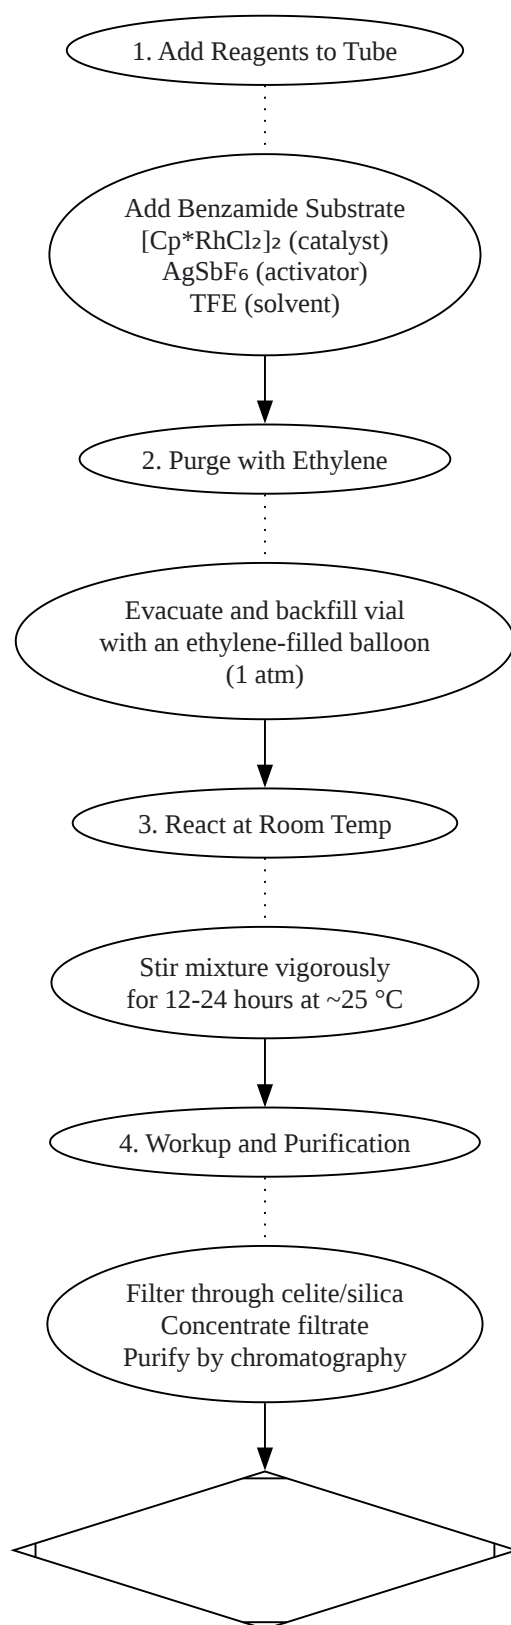 1. Add Reagents to Tube
Add Benzamide Substrate
[Cp*RhCl₂]₂ (catalyst)
AgSbF₆ (activator)
TFE (solvent)
2. Purge with Ethylene
Evacuate and backfill vial
with an ethylene-filled balloon
(1 atm)
3. React at Room Temp
Stir mixture vigorously
for 12-24 hours at ~25 °C
4. Workup and Purification
Filter through celite/silica
Concentrate filtrate
Purify by chromatography